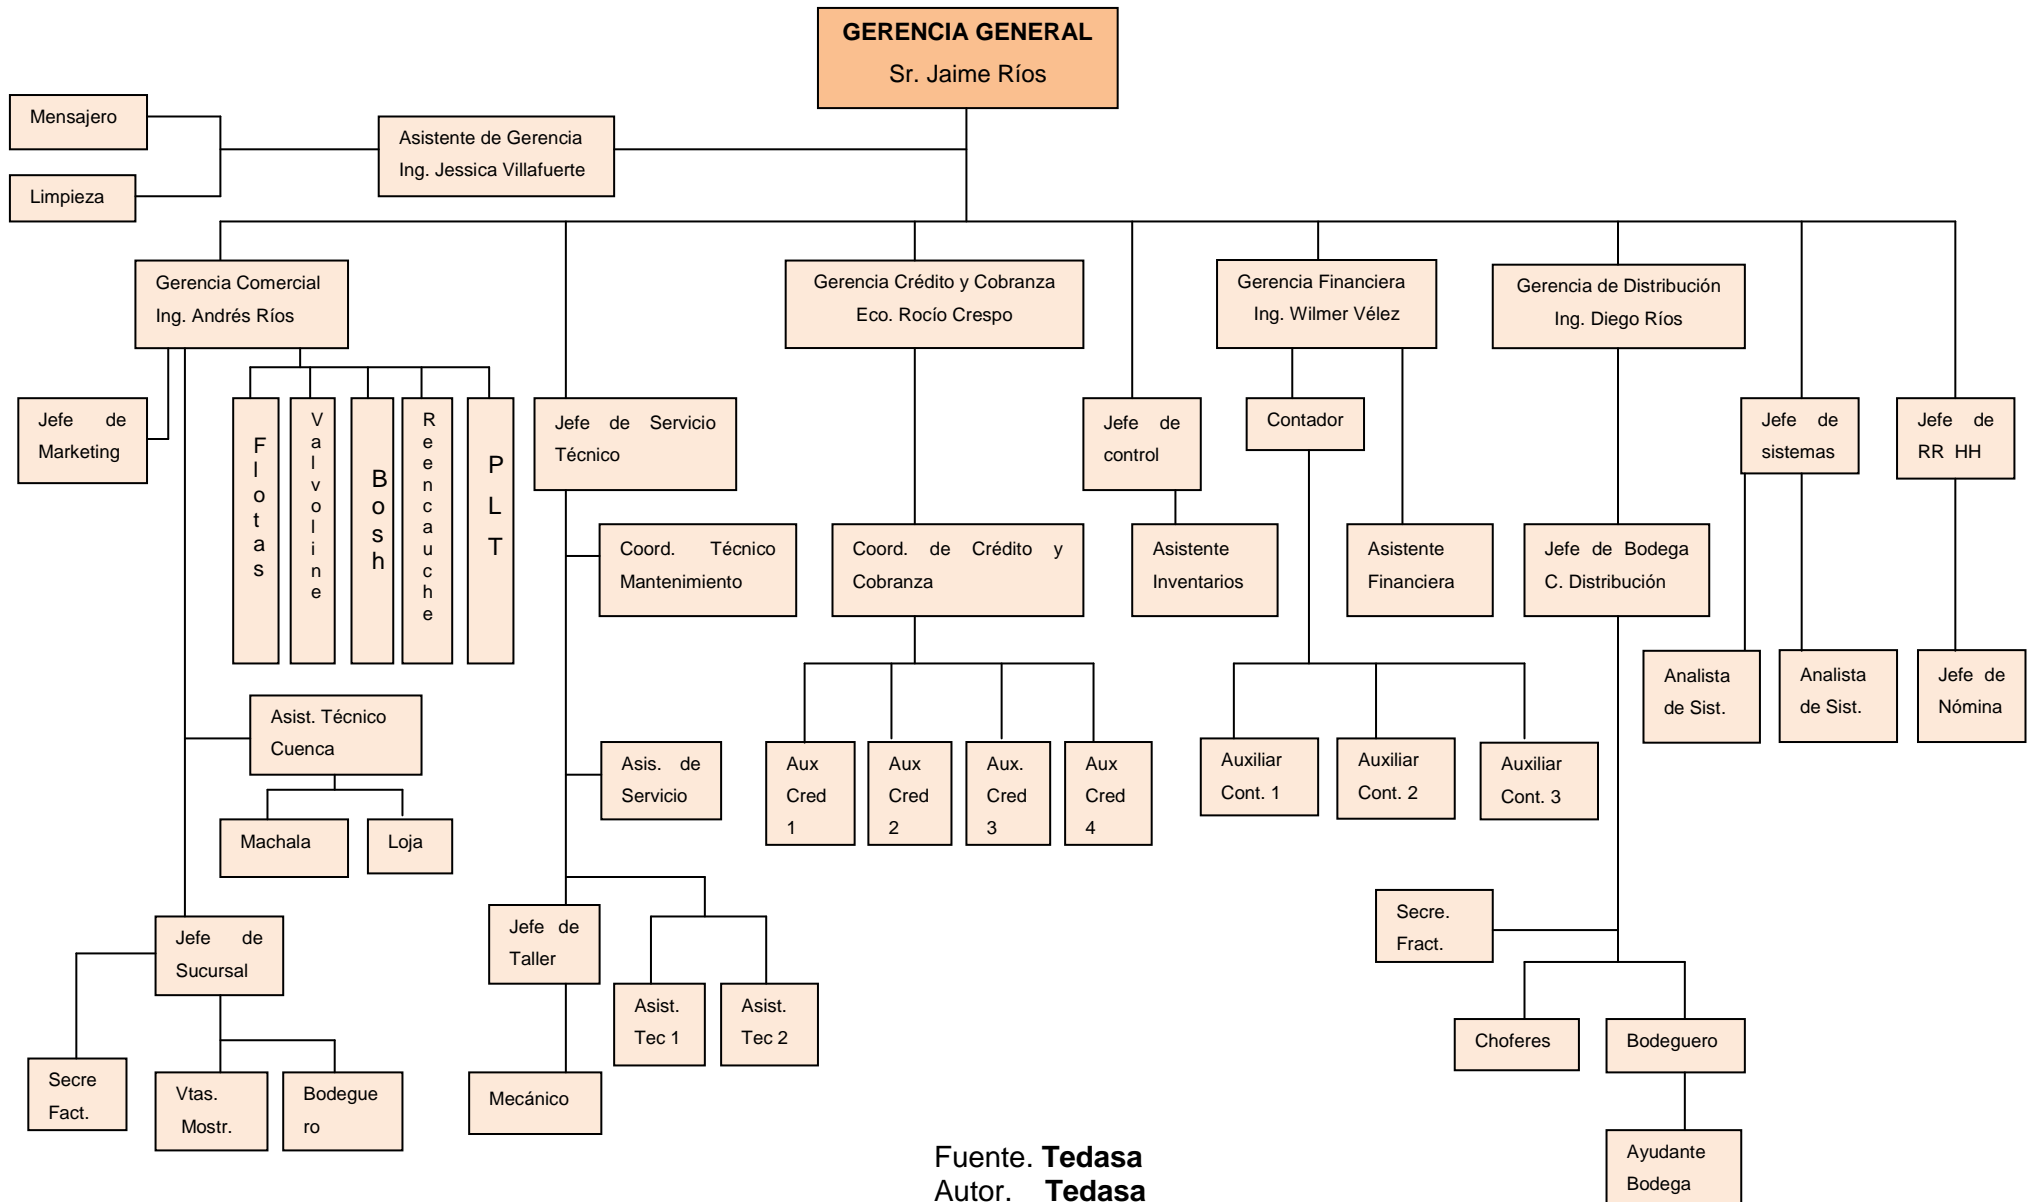 GERENCIA GENERAL
Sr. Jaime Ríos
Mensajero
Limpieza
Asistente de Gerencia
Ing. Jessica Villafuerte
Gerencia Comercial
Ing. Andrés Ríos
Gerencia Crédito y Cobranza
Eco. Rocío Crespo
Gerencia Financiera
Ing. Wilmer Vélez
Gerencia de Distribución
Ing. Diego Ríos
Jefe de
Marketing
Flotas
Valvoline
Bosh
Reencauche
PLT
Jefe de Servicio
Técnico
Jefe de
control
Contador
Jefe de
sistemas
Jefe de
RR HH
Coord. Técnico
Mantenimiento
Coord. de Crédito y
Cobranza
Asistente
Inventarios
Asistente
Financiera
Jefe de Bodega
C. Distribución
Analista
de Sist.
Analista
de Sist.
Jefe de
Nómina
Asist. Técnico
Cuenca
Machala
Loja
Asis. de
Servicio
Aux
Cred
1
Aux
Cred
2
Aux.
Cred
3
Aux
Cred
4
Auxiliar
Cont. 1
Auxiliar
Cont. 2
Auxiliar
Cont. 3
Jefe de
Sucursal
Jefe de
Taller
Asist.
Tec 1
Asist.
Tec 2
Secre.
Fract.
Choferes
Bodeguero
Secre
Fact.
Vtas.
Mostr.
Bodegue
ro
Mecánico
Ayudante
Bodega
Fuente. Tedasa
Autor. Tedasa